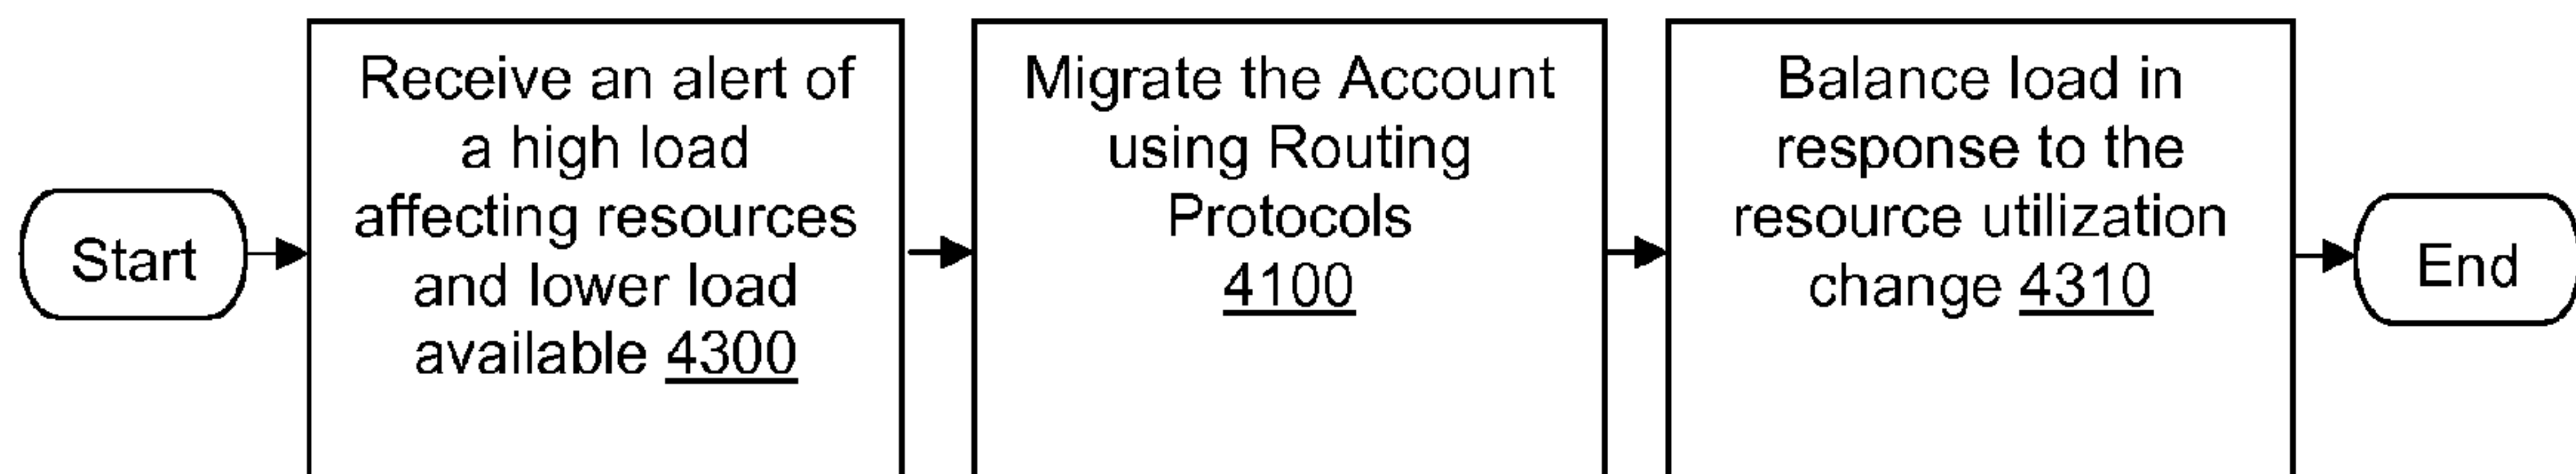 Start
Receive an alert of
a high load
affecting resources
and lower load
available 4300
Migrate the Account
using Routing
Protocols
4100
Balance load in
response to the
resource utilization
change 4310
End